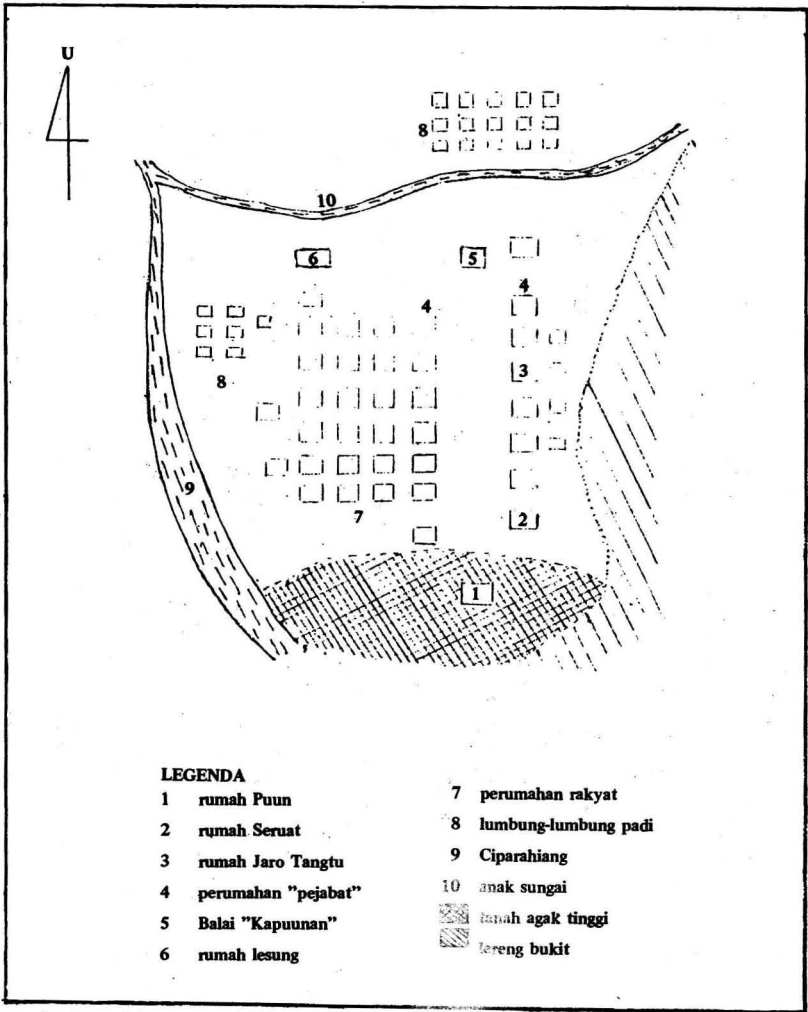 U
8
10
6
5
4
4
3
8
9
7
2
1
LEGENDA
1 rumah Puun
2 rumah Seruat
3 rumah Jaro Tangtu
4 perumahan "pejabat"
5 Balai "Kapuunan"
6 rumah lesung
7 perumahan rakyat
8 lumbung-lumbung padi
9 Ciparahiang
10 anak sungai
tanah agak tinggi
lereng bukit